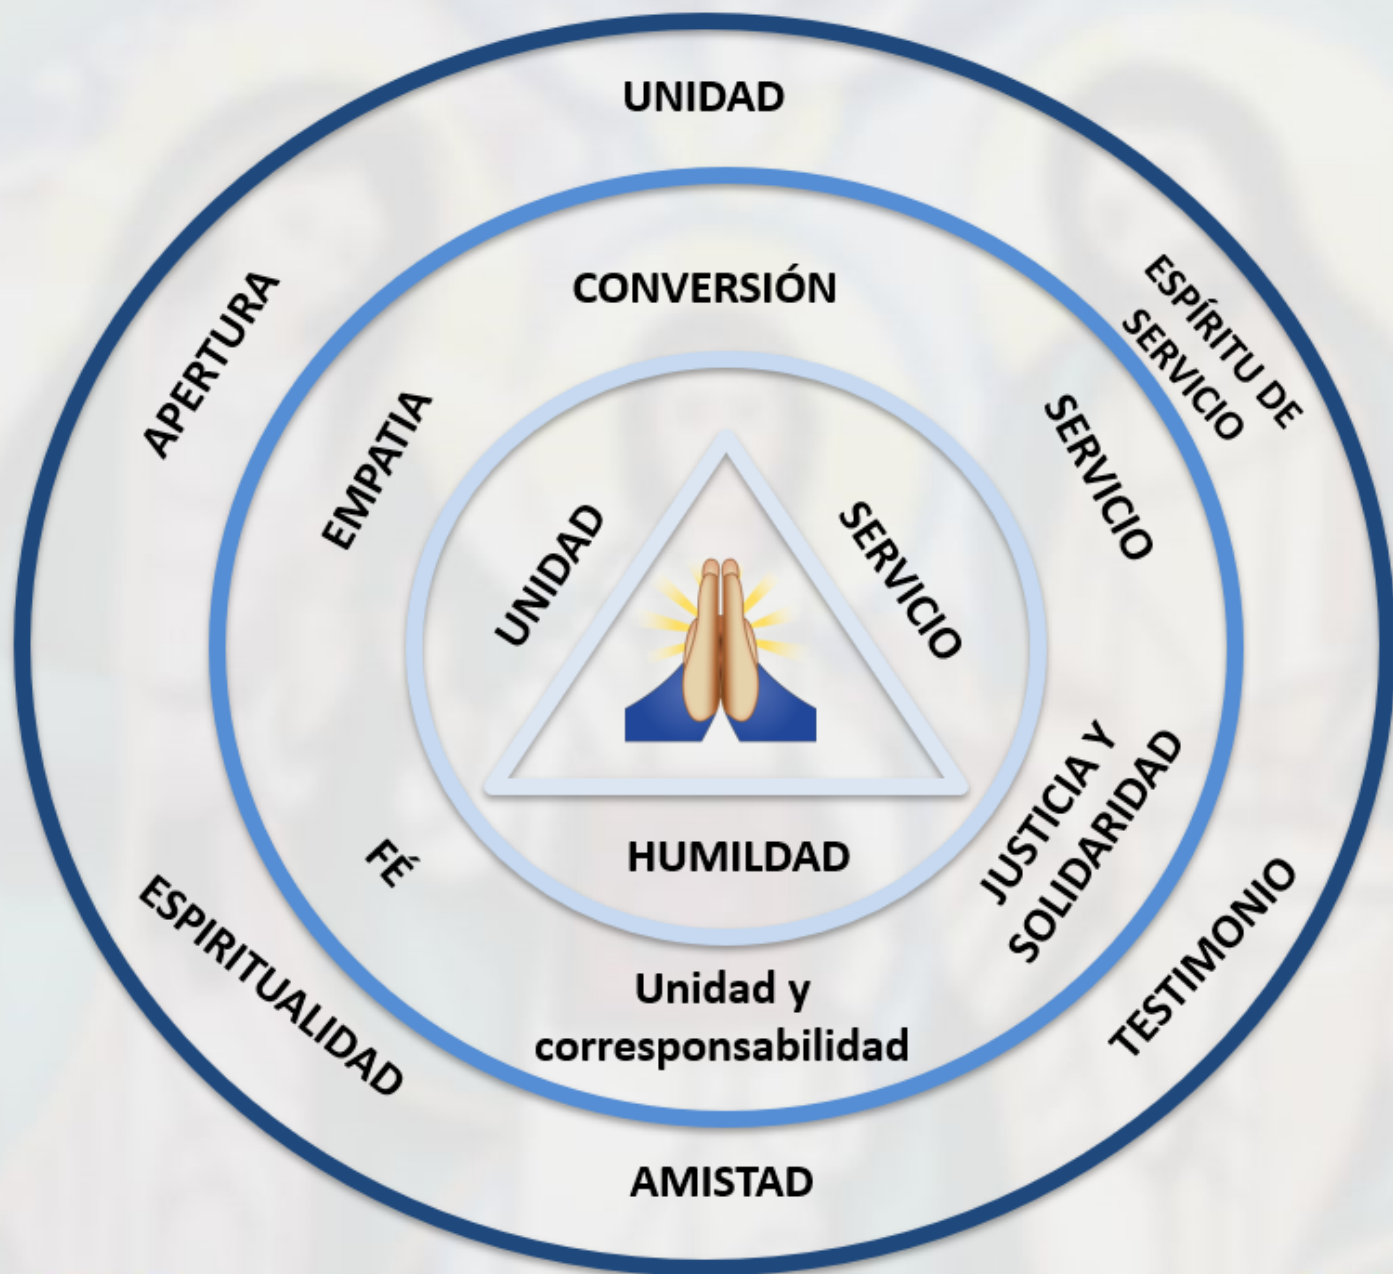 UNIDAD
APERTURA
ESPÍRITU DE
SERVICIO
CONVERSIÓN
EMPATIA
SERVICIO
UNIDAD
SERVICIO
HUMILDAD
FÉ
JUSTICIA Y
SOLIDARIDAD
Unidad y
corresponsabilidad
ESPIRITUALIDAD
TESTIMONIO
AMISTAD